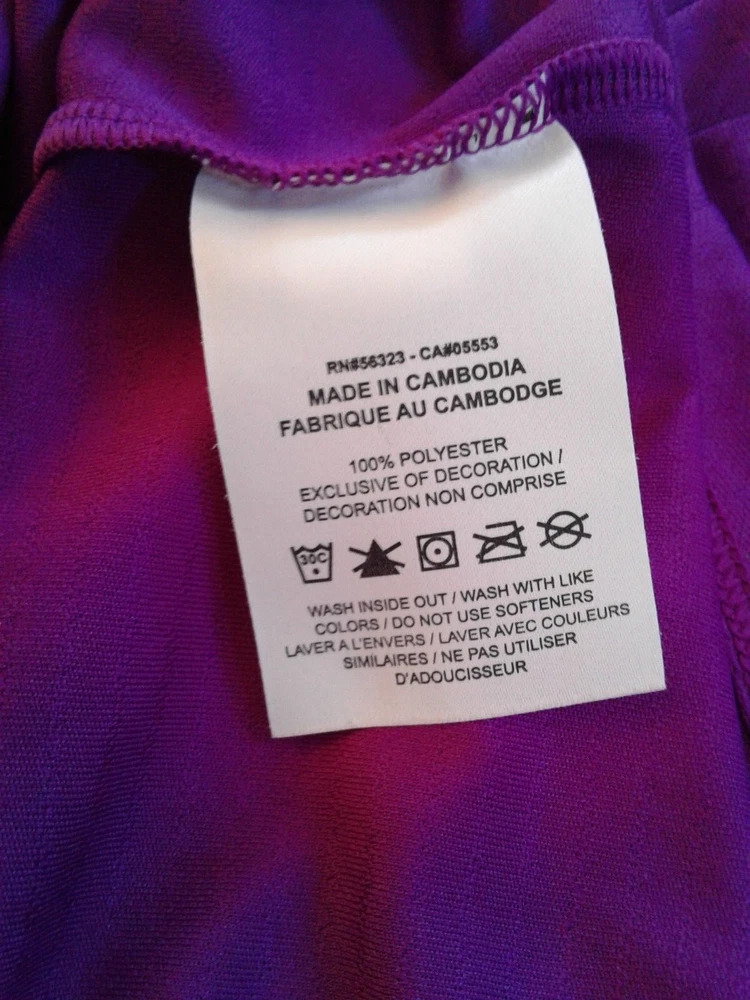 RN#56323 - CA#05553
MADE IN CAMBODIA
FABRIQUE AU CAMBODGE
100% POLYESTER
EXCLUSIVE OF DECORATION /
DECORATION NON COMPRISE
30C
WASH INSIDE OUT / WASH WITH LIKE
COLORS / DO NOT USE SOFTENERS
LAVER A L'ENVERS / LAVER AVEC COULEURS
SIMILAIRES / NE PAS UTILISER
D'ADOUCISSEUR